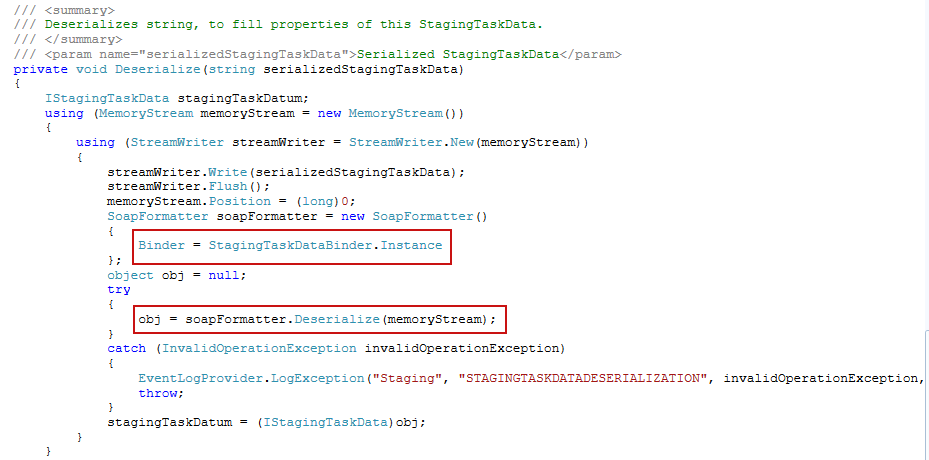 /// <summary>
/// Deserializes string, to fill properties of this StagingTaskData.
/// </summary>
/// <param name="serializedStagingTaskData">Serialized StagingTaskData</param>
private void Deserialize(string serializedStagingTaskData)
{
    IStagingTaskData stagingTaskDatum;
    using (MemoryStream memoryStream = new MemoryStream())
    {
        using (StreamWriter streamWriter = StreamWriter.New(memoryStream))
        {
            streamWriter.Write(serializedStagingTaskData);
            streamWriter.Flush();
            memoryStream.Position = (long)0;
            SoapFormatter soapFormatter = new SoapFormatter()
            {
                Binder = StagingTaskDataBinder.Instance
            };
            object obj = null;
            try
            {
                obj = soapFormatter.Deserialize(memoryStream);
            }
            catch (InvalidOperationException invalidOperationException)
            {
                EventLogProvider.LogException("Staging", "STAGINGTASKDATADESERIALIZATION", invalidOperationException,
                throw;
            }
            stagingTaskDatum = (IStagingTaskData)obj;
        }
    }